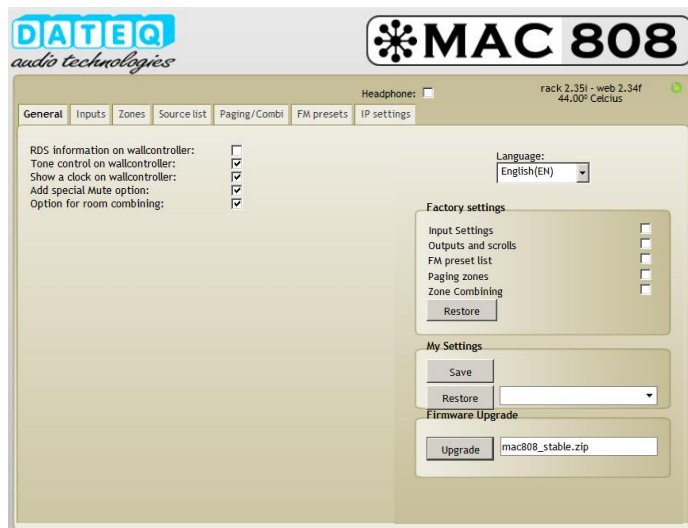 DATEQ
audio technologies
MAC 808
Headphone:
rack 2.35i - web 2.34f
44.00º Celcius
General Inputs Zones Source list Paging/Combi FM presets IP settings
RDS information on wallcontroller:
Tone control on wallcontroller:
Show a clock on wallcontroller:
Add special Mute option:
Option for room combining:
Language:
English(EN)
Factory settings
Input Settings
Outputs and scrolls
FM preset list
Paging zones
Zone Combining
Restore
My Settings
Save
Restore
Firmware Upgrade
Upgrade mac808_stable.zip